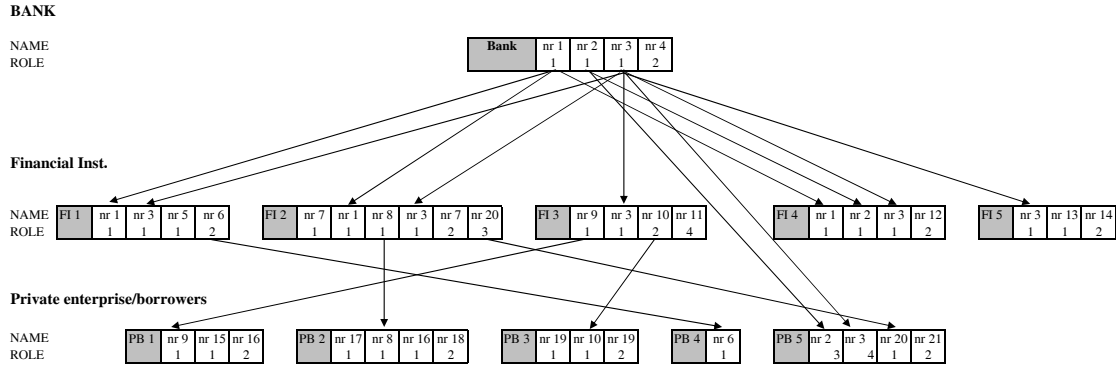 BANK
NAME Bank nr 1 nr 2 nr 3 nr 4
ROLE 1 1 1 2
Financial Inst.
NAME FI 1 nr 1 nr 3 nr 5 nr 6 FI 2 nr 7 nr 1 nr 8 nr 3 nr 7 nr 20 FI 3 nr 9 nr 3 nr 10 nr 11 FI 4 nr 1 nr 2 nr 3 nr 12 FI 5 nr 3 nr 13 nr 14
ROLE 1 1 1 2 1 1 1 1 2 3 1 1 2 4 1 1 1 2 1 1 2
Private enterprise/borrowers
NAME PB 1 nr 9 nr 15 nr 16 PB 2 nr 17 nr 8 nr 16 nr 18 PB 3 nr 19 nr 10 nr 19 PB 4 nr 6 PB 5 nr 2 nr 3 nr 20 nr 21
ROLE 1 1 2 1 1 1 2 1 1 2 1 3 4 1 2